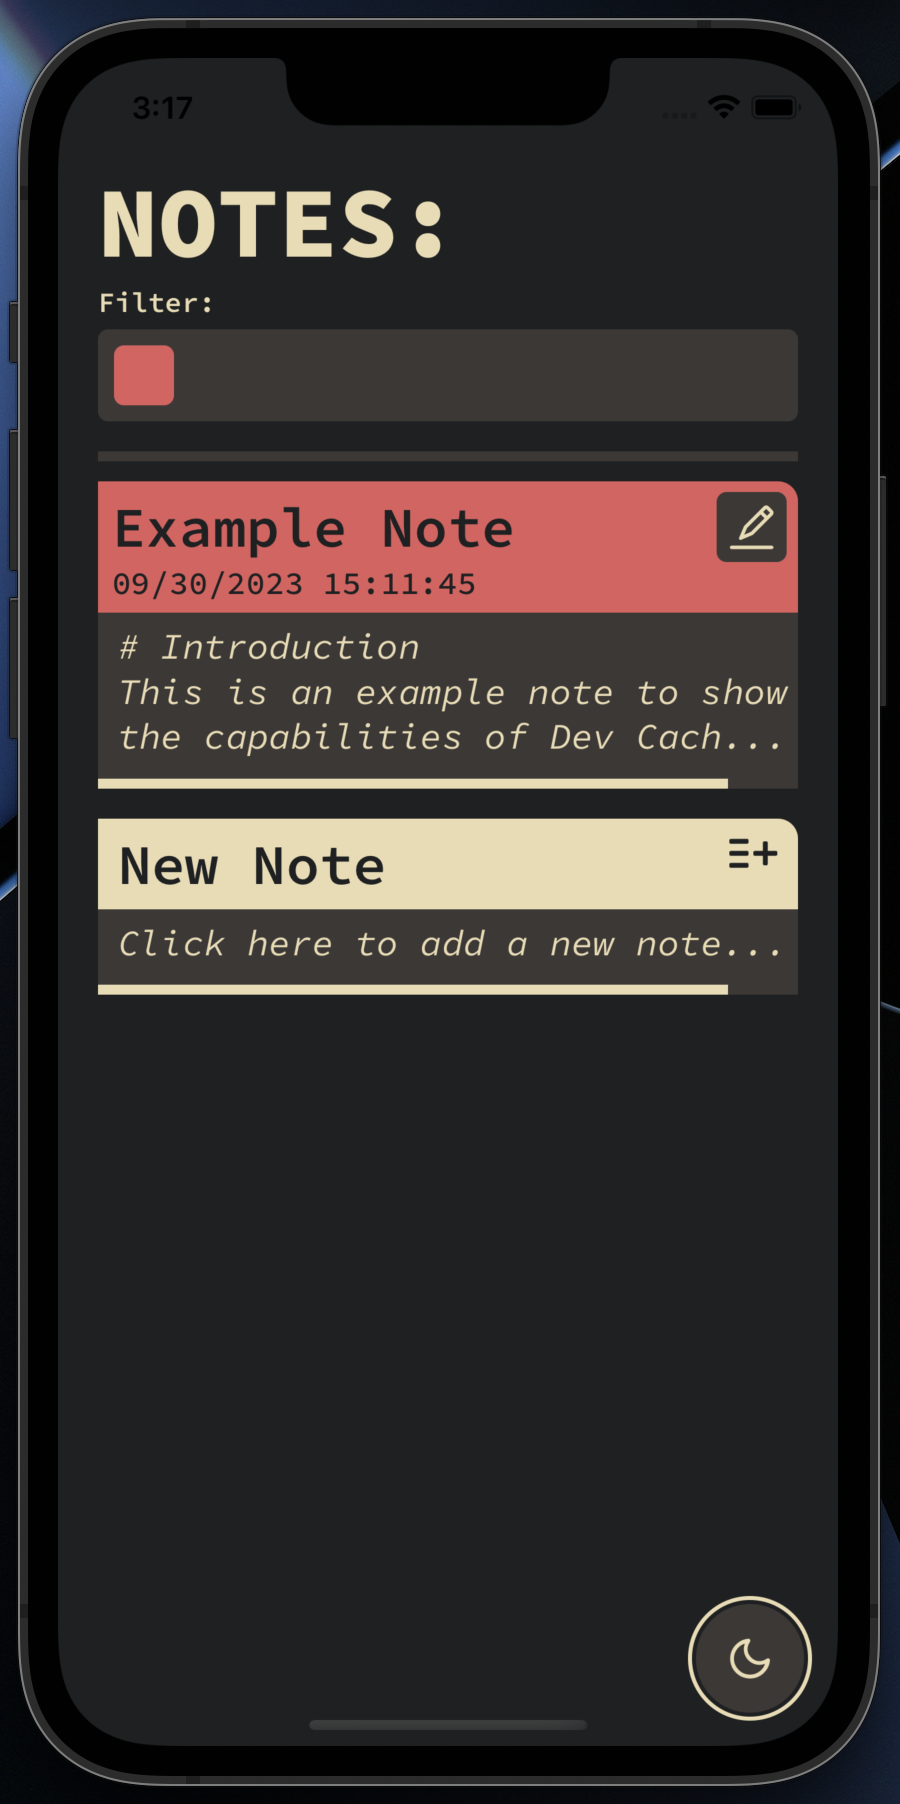 3:17
NOTES:
Filter:
Example Note
09/30/2023 15:11:45
# Introduction
This is an example note to show
the capabilities of Dev Cach...
New Note
Click here to add a new note...